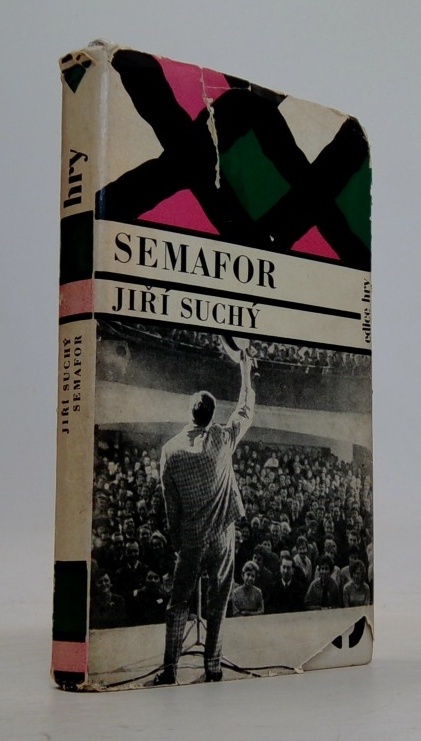 SEMAFOR
JIŘÍ SUCHÝ
edice hry
hry
JIŘÍ SUCHÝ
SEMAFOR